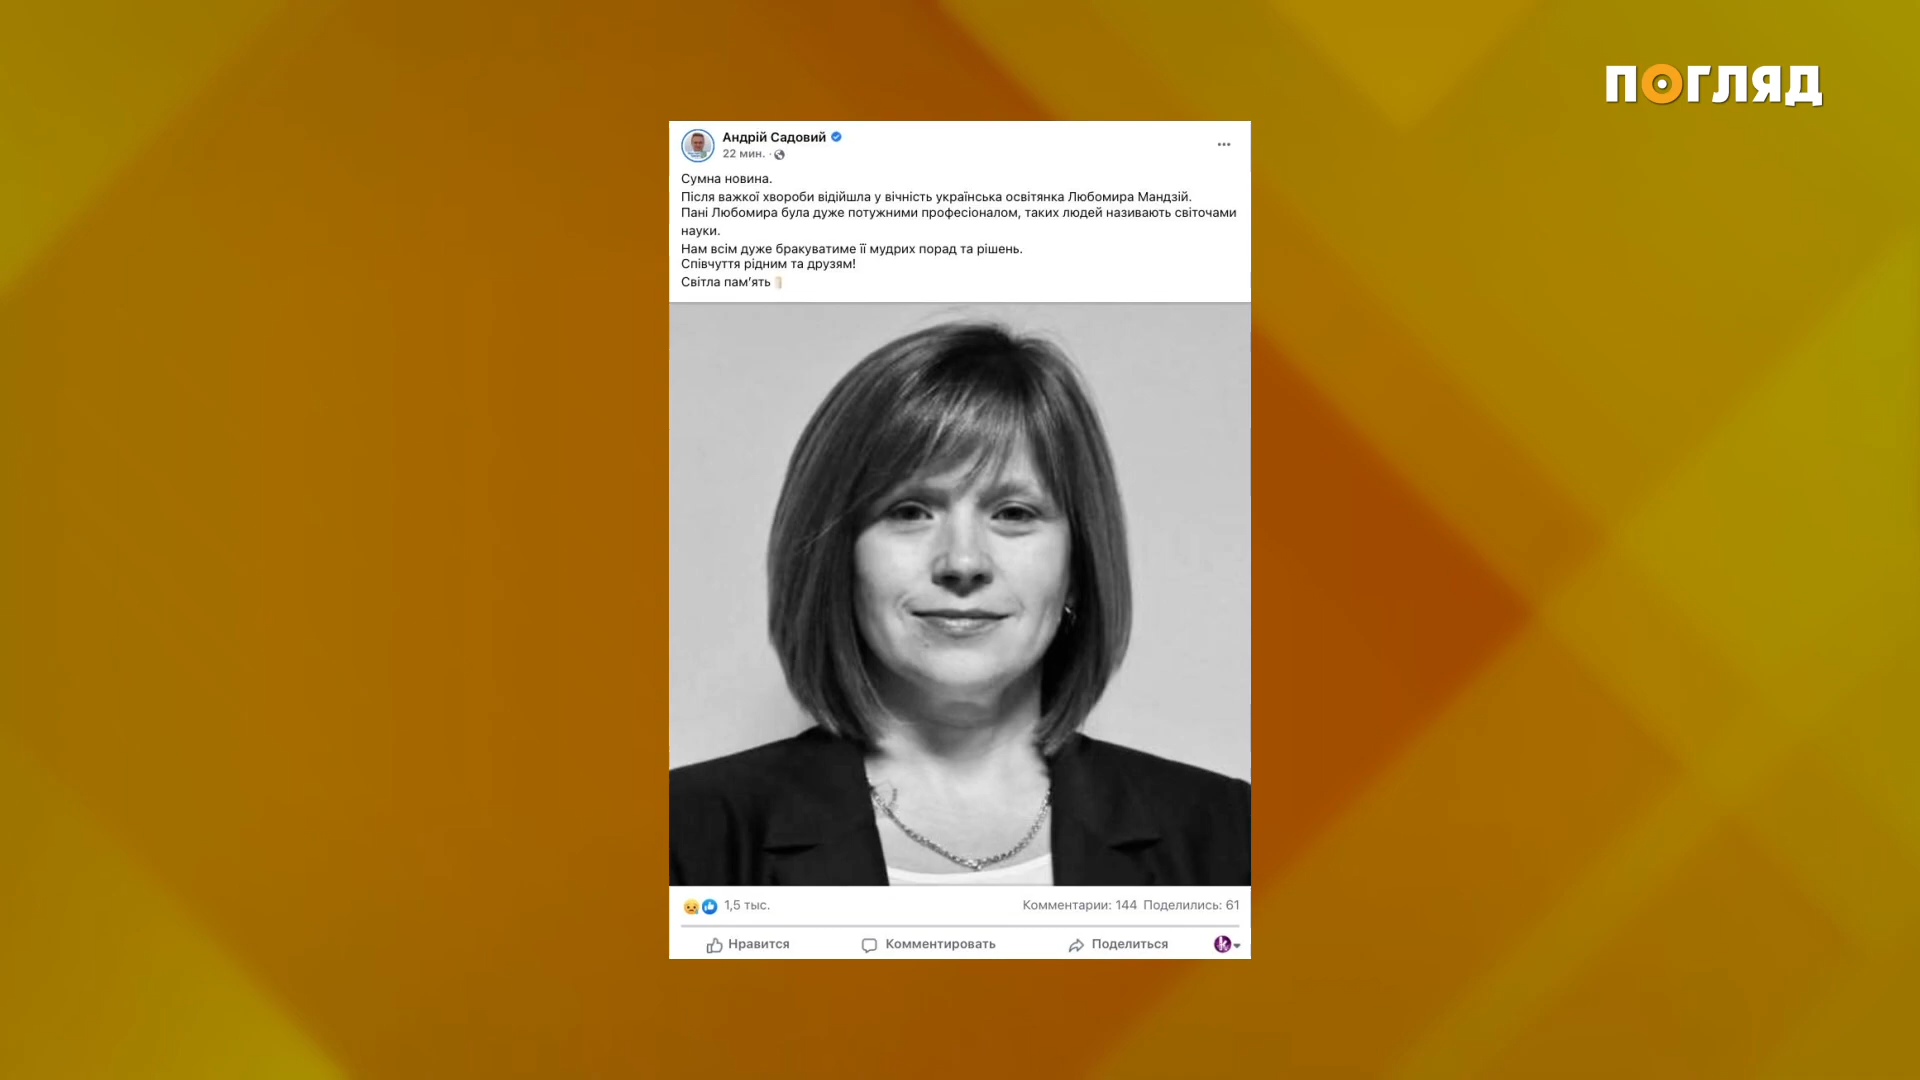 ПОГЛЯД
Андрій Садовий
22 мин. ·
Сумна новина.
Після важкої хвороби відійшла у вічність українська освітянка Любомира Мандзій.
Пані Любомира була дуже потужними професіоналом, таких людей називають світочами
науки.
Нам всім дуже бракуватиме її мудрих порад та рішень.
Співчуття рідним та друзям!
Світла пам’ять
1,5 тыс.
Комментарии: 144 Поделились: 61
Нравится
Комментировать
Поделиться